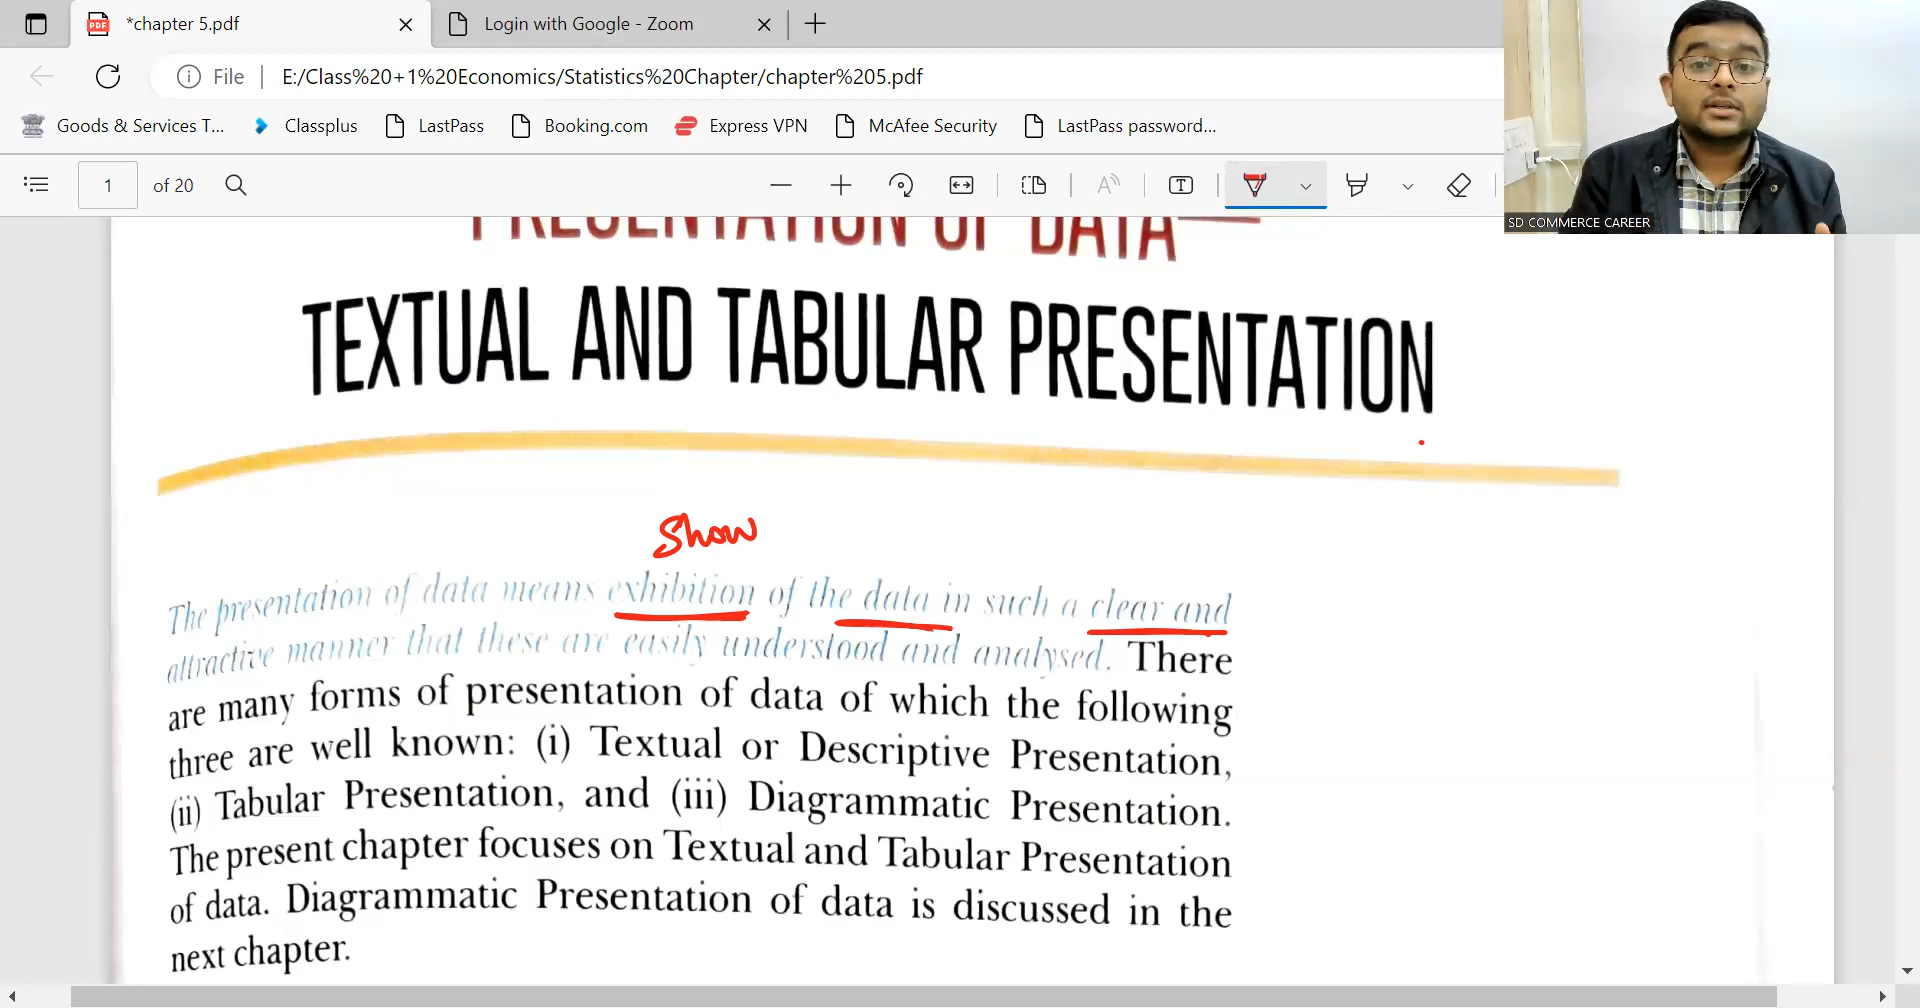 *chapter 5.pdf
Login with Google - Zoom
File
E:/Class%20+1%20Economics/Statistics%20Chapter/chapter%205.pdf
Goods & Services T...
Classplus
LastPass
Booking.com
Express VPN
McAfee Security
LastPass password...
1 of 20
SD COMMERCE CAREER
PRESENTATION OF DATA
TEXTUAL AND TABULAR PRESENTATION
Show
The presentation of data means exhibition of the data in such a clear and
attractive manner that these are easily understood and analysed. There
are many forms of presentation of data of which the following
three are well known: (i) Textual or Descriptive Presentation,
(ii) Tabular Presentation, and (iii) Diagrammatic Presentation.
The present chapter focuses on Textual and Tabular Presentation
of data. Diagrammatic Presentation of data is discussed in the
next chapter.